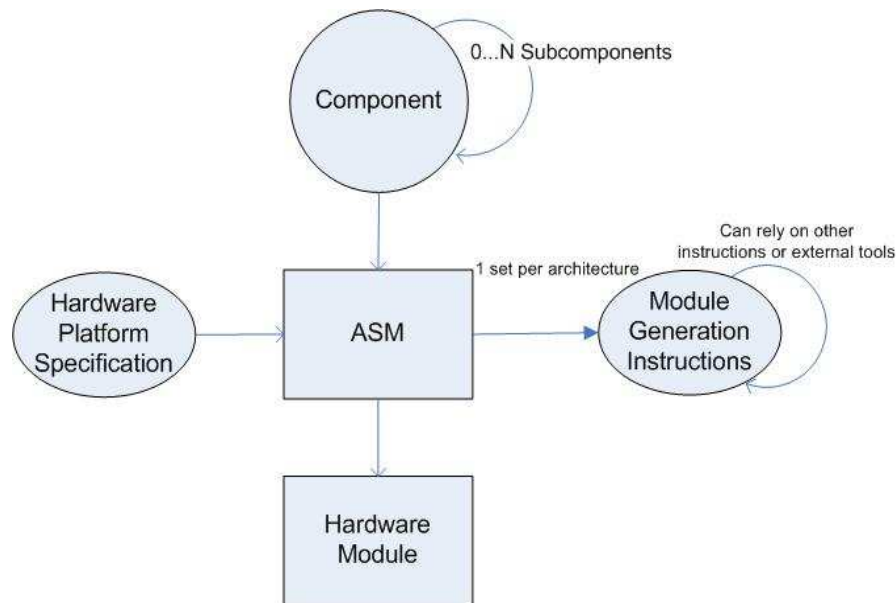 0...N Subcomponents
Component
Can rely on other
instructions or external tools
1 set per architecture
Hardware
Platform
Specification
ASM
Module
Generation
Instructions
Hardware
Module